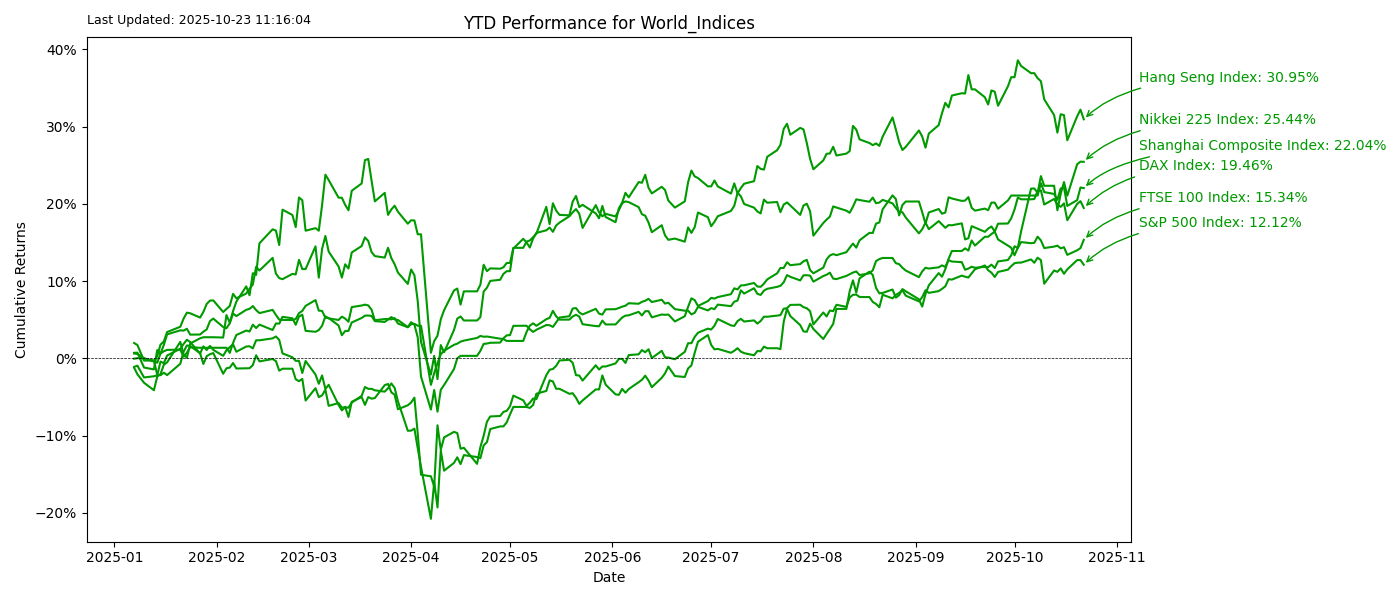 Last Updated: 2025-10-23 11:16:04
YTD Performance for World_Indices
40%
30%
20%
10%
0%
−10%
−20%
Cumulative Returns
Hang Seng Index: 30.95%
Nikkei 225 Index: 25.44%
Shanghai Composite Index: 22.04%
DAX Index: 19.46%
FTSE 100 Index: 15.34%
S&P 500 Index: 12.12%
2025-01 2025-02 2025-03 2025-04 2025-05 2025-06 2025-07 2025-08 2025-09 2025-10 2025-11
Date